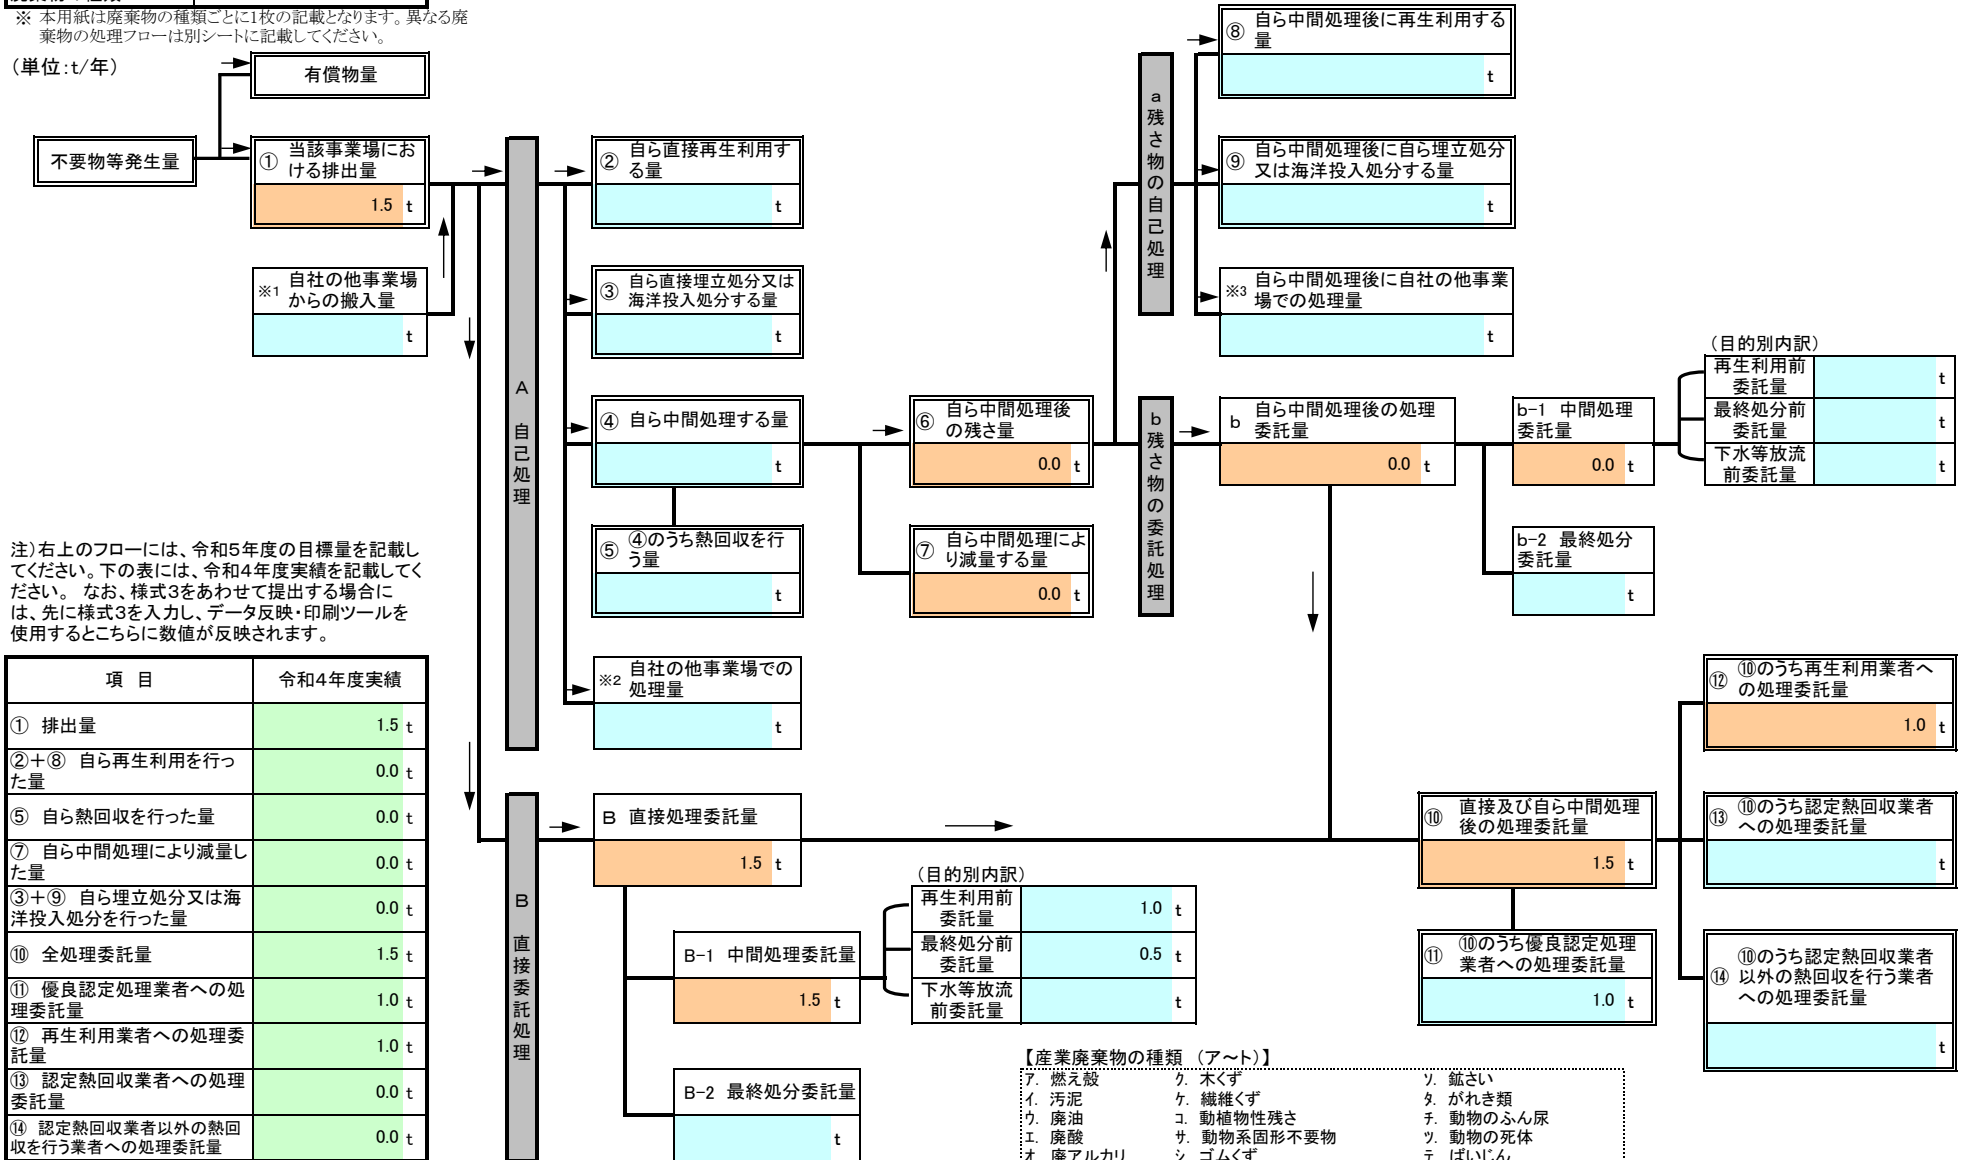 ※ 本用紙は廃棄物の種類ごとに1枚の記載となります。異なる廃
棄物の処理フローは別シートに記載してください。
(単位:t/年)
有償物量
不要物等発生量
① 当該事業場にお
ける排出量
1.5 t
※1 自社の他事業場
からの搬入量
t
A 自己処理
② 自ら直接再生利用す
る量
t
③ 自ら直接埋立処分又は
海洋投入処分する量
t
④ 自ら中間処理する量
t
⑤ ④のうち熱回収を行
う量
t
※2 自社の他事業場での
処理量
t
⑥ 自ら中間処理後
の残さ量
0.0 t
⑦ 自ら中間処理によ
り減量する量
0.0 t
a 残さ物の自己処理
⑧ 自ら中間処理後に再生利用する
量
t
⑨ 自ら中間処理後に自ら埋立処分
又は海洋投入処分する量
t
※3 自ら中間処理後に自社の他事業
場での処理量
t
b 残さ物の委託処理
b 自ら中間処理後の処理
委託量
0.0 t
b-1 中間処理
委託量
0.0 t
b-2 最終処分
委託量
t
(目的別内訳)
再生利用前
委託量
t
最終処分前
委託量
t
下水等放流
前委託量
t
注)右上のフローには、令和5年度の目標量を記載し
てください。下の表には、令和4年度実績を記載してく
ださい。 なお、様式3をあわせて提出する場合に
は、先に様式3を入力し、データ反映・印刷ツールを
使用するとこちらに数値が反映されます。
項 目 令和4年度実績
① 排出量 1.5 t
②+⑧ 自ら再生利用を行っ
た量 0.0 t
⑤ 自ら熱回収を行った量 0.0 t
⑦ 自ら中間処理により減量し
た量 0.0 t
③+⑨ 自ら埋立処分又は海
洋投入処分を行った量 0.0 t
⑩ 全処理委託量 1.5 t
⑪ 優良認定処理業者への処
理委託量 1.0 t
⑫ 再生利用業者への処理委
託量 1.0 t
⑬ 認定熱回収業者への処理
委託量 0.0 t
⑭ 認定熱回収業者以外の熱回
収を行う業者への処理委託量 0.0 t
B 直接委託処理
B 直接処理委託量
1.5 t
B-1 中間処理委託量
1.5 t
B-2 最終処分委託量
t
(目的別内訳)
再生利用前
委託量
1.0 t
最終処分前
委託量
0.5 t
下水等放流
前委託量
t
⑩ 直接及び自ら中間処理
後の処理委託量
1.5 t
⑪ ⑩のうち優良認定処理
業者への処理委託量
1.0 t
⑫ ⑩のうち再生利用業者へ
の処理委託量
1.0 t
⑬ ⑩のうち認定熱回収業者
への処理委託量
t
⑭ ⑩のうち認定熱回収業者
以外の熱回収を行う業者
への処理委託量
t
【産業廃棄物の種類 (ア~ト)】
ア. 燃え殻 ク. 木くず ソ. 鉱さい
イ. 汚泥 ケ. 繊維くず タ. がれき類
ウ. 廃油 コ. 動植物性残さ チ. 動物のふん尿
エ. 廃酸 サ. 動物系固形不要物 ツ. 動物の死体
オ. 廃アルカリ シ. ゴムくず テ. ばいじん